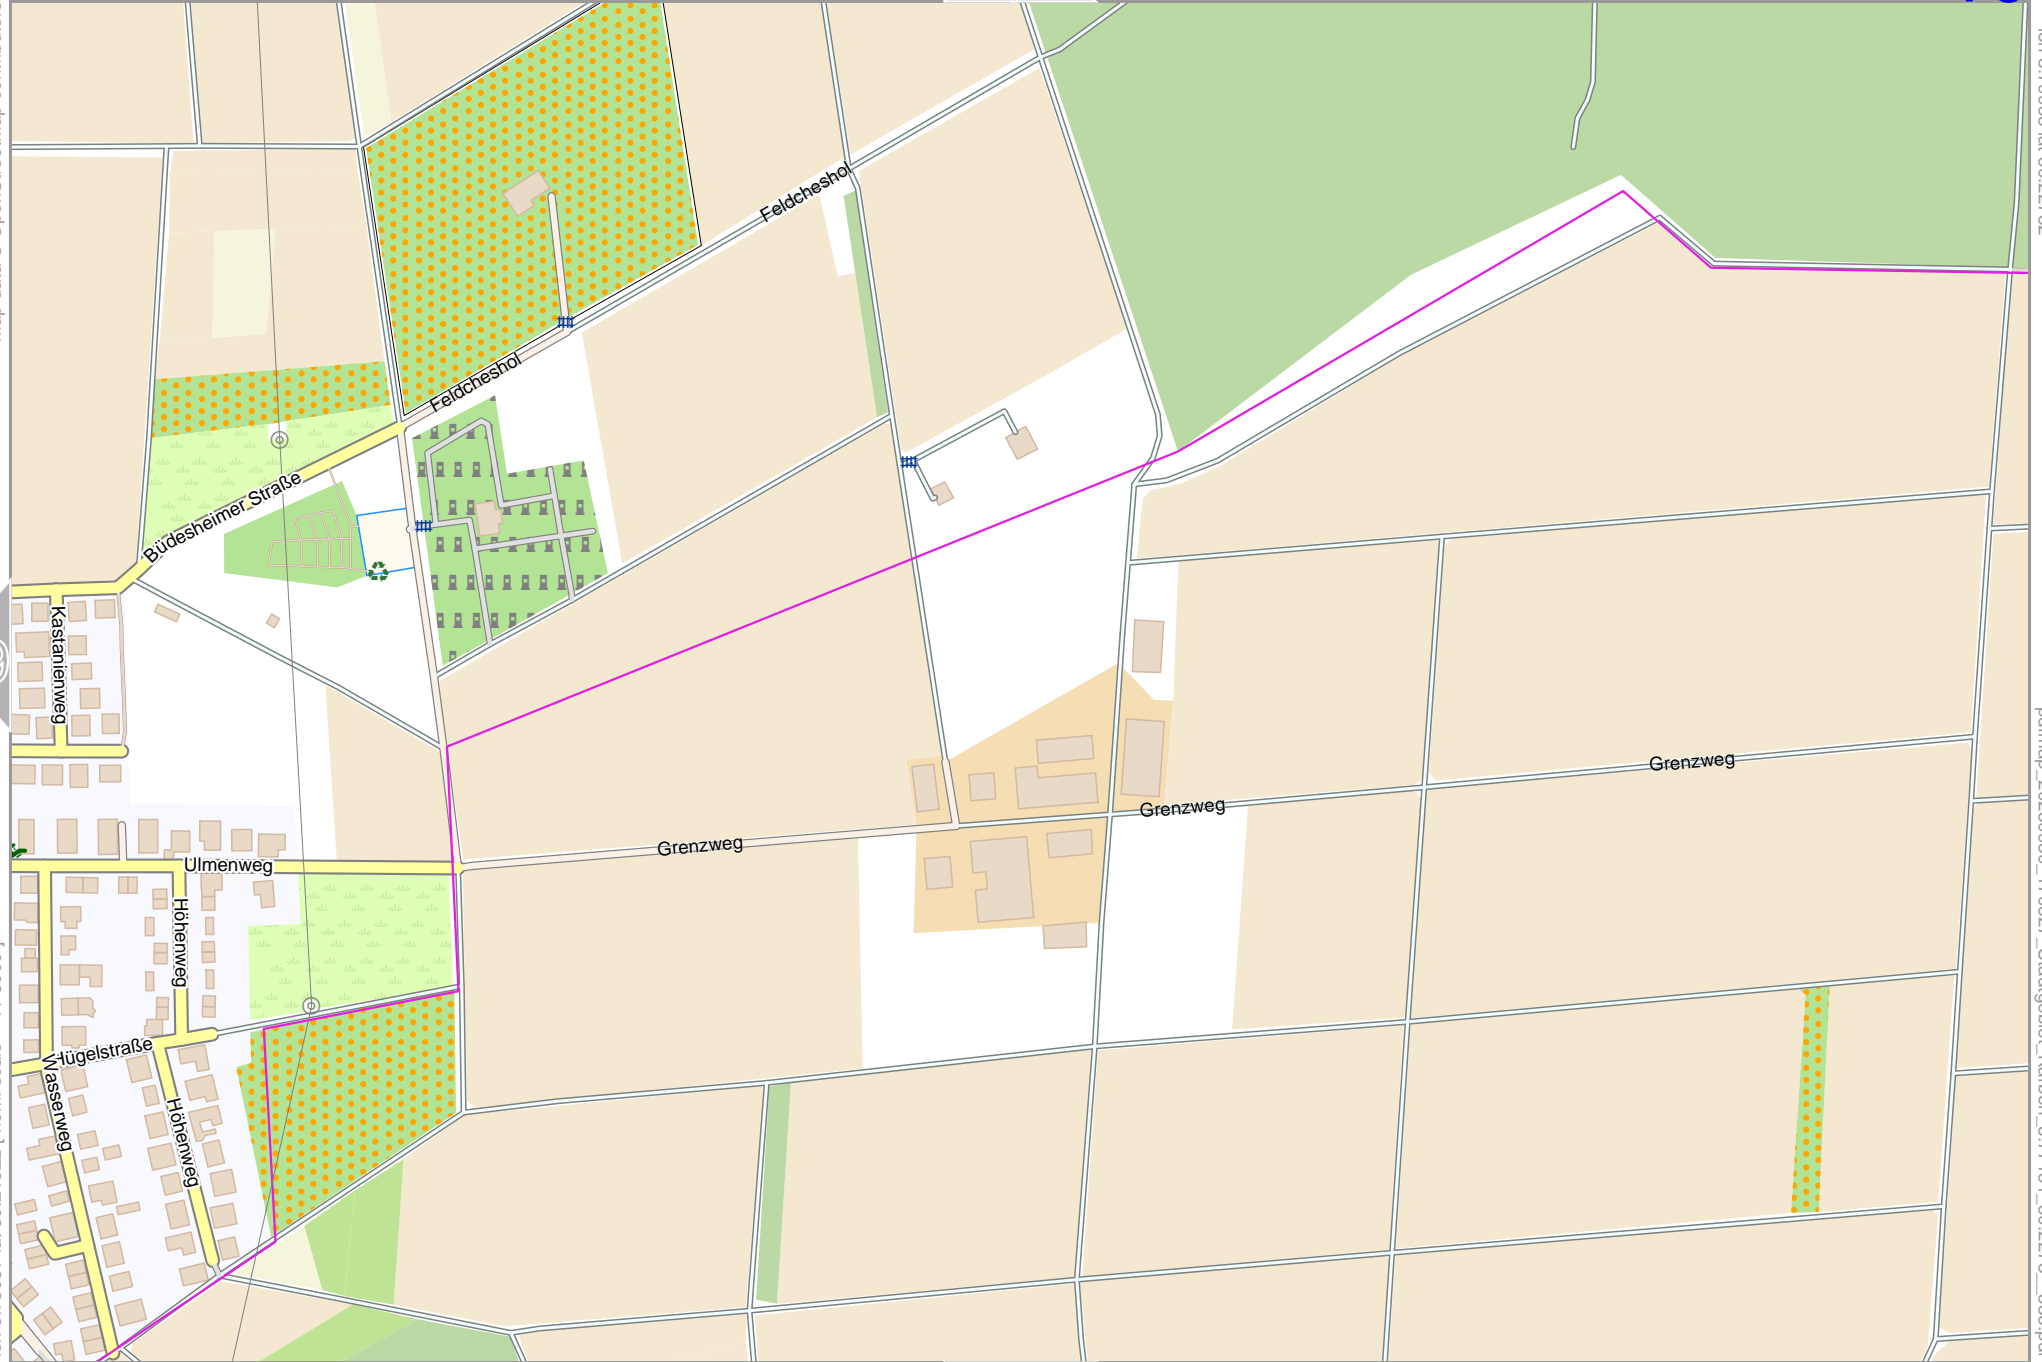 Feldcheshol
Feldcheshol
Büdesheimer Straße
Kastanienweg
Grenzweg
Grenzweg
Grenzweg
Ulmenweg
Höhenweg
Hügelstraße
Wasserweg
Höhenweg